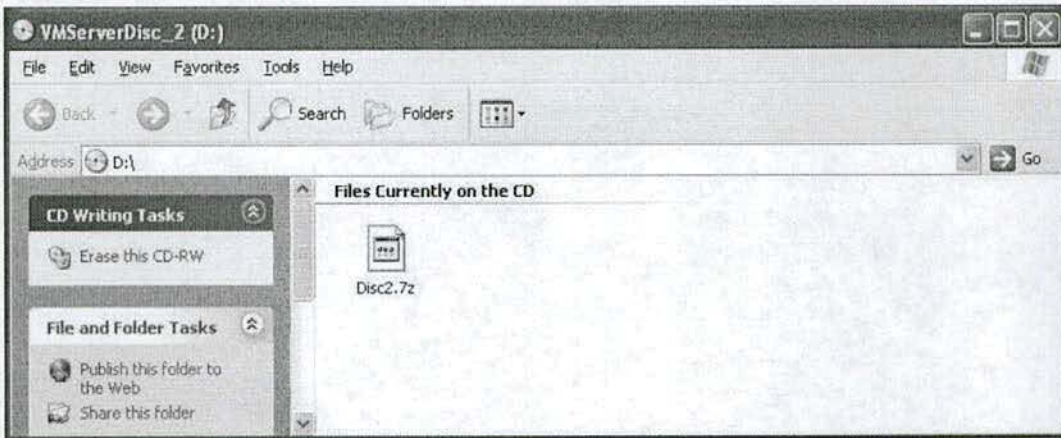 VMServerDisc_2 (D:)
File Edit View Favorites Tools Help
Back Search Folders
Address D:\ Go
Files Currently on the CD
CD Writing Tasks
Erase this CD-RW
Disc2.7z
File and Folder Tasks
Publish this folder to
the Web
Share this folder